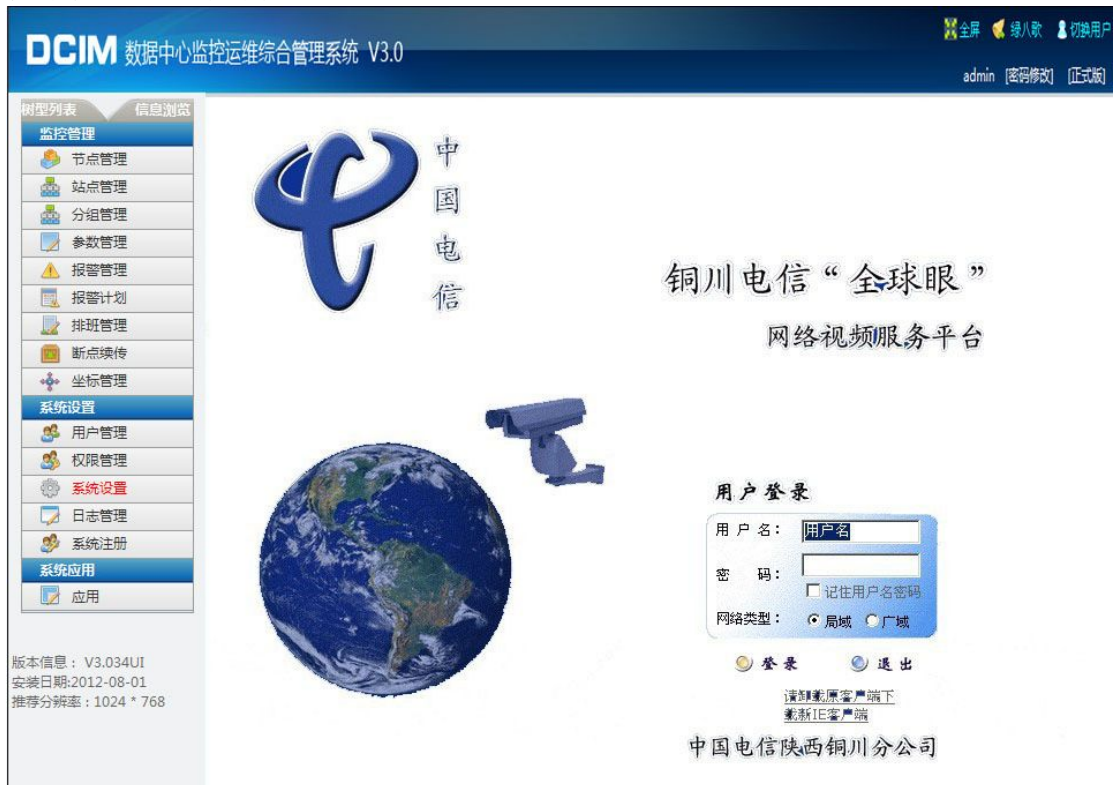 DCIM 数据中心监控运维综合管理系统 V3.0
全屏 绿八歌 切换用户
admin [密码修改] [正式版]
树型列表 信息浏览
监控管理
节点管理
站点管理
分组管理
参数管理
报警管理
报警计划
排班管理
断点续传
坐标管理
系统设置
用户管理
权限管理
系统设置
日志管理
系统注册
系统应用
应用
版本信息： V3.034UI
安装日期:2012-08-01
推荐分辨率：1024 * 768
中
国
电
信
铜川电信“全球眼”
网络视频服务平台
用户登录
用 户 名： 用户名
密 码：
记住用户名密码
网络类型： 局域 广域
登录 退出
请卸载原客户端下
载新IE客户端
中国电信陕西铜川分公司